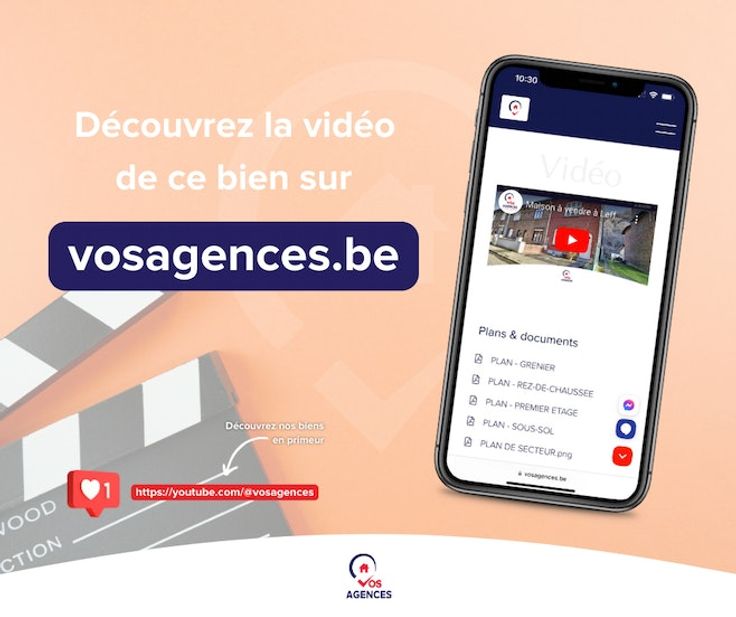 Découvrez la vidéo
de ce bien sur
vosagences.be
Découvrez nos biens
en primeur
1
https://youtube.com/@vosagences
WOOD
CTION
10:30
Vidéo
VOS
AGENCES
Maison à vendre à Leff
Plans & documents
PLAN - GRENIER
PLAN - REZ-DE-CHAUSSEE
PLAN - PREMIER ETAGE
PLAN - SOUS-SOL
PLAN DE SECTEUR.png
vosagences.be
VOS
AGENCES